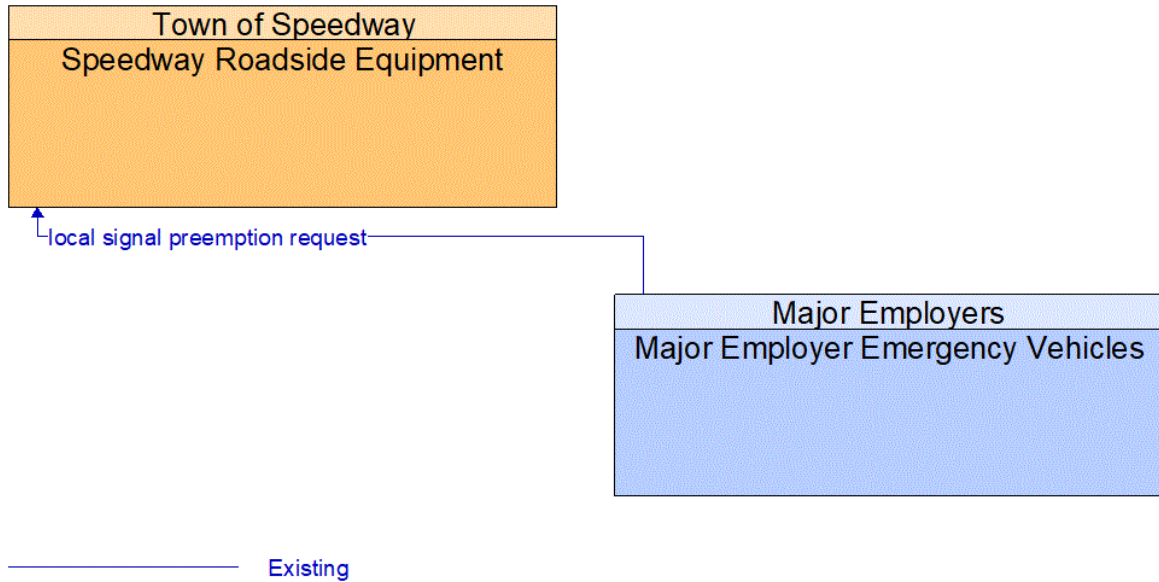 Town of Speedway
Speedway Roadside Equipment
local signal preemption request
Major Employers
Major Employer Emergency Vehicles
Existing